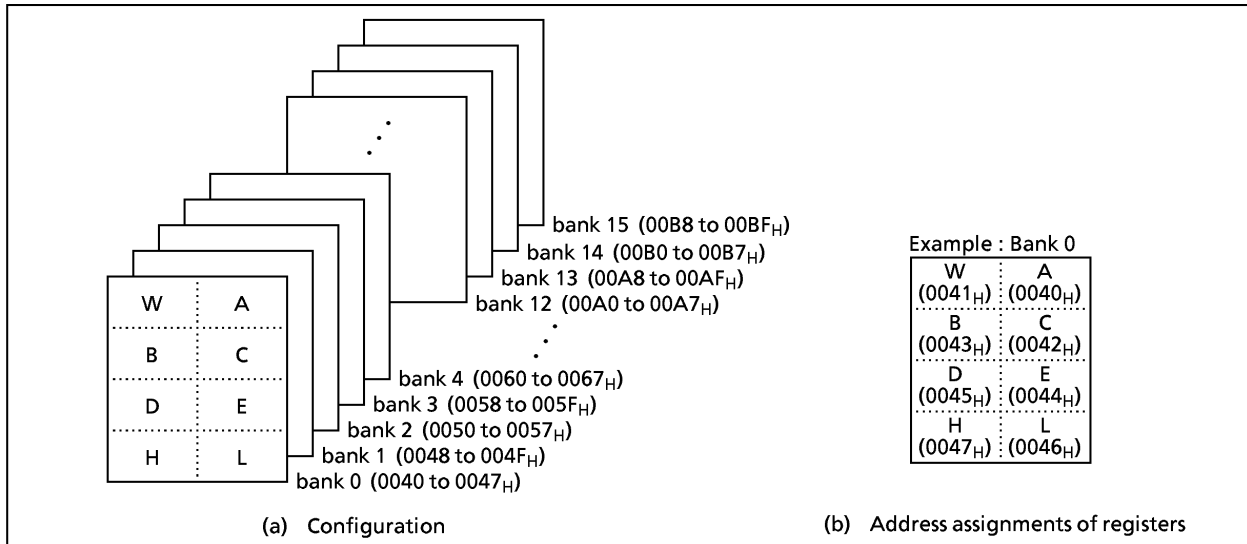 bank 15 (00B8 to 00BFH)
bank 14 (00B0 to 00B7H)
bank 13 (00A8 to 00AFH)
bank 12 (00A0 to 00A7H)
bank 4 (0060 to 0067H)
bank 3 (0058 to 005FH)
bank 2 (0050 to 0057H)
bank 1 (0048 to 004FH)
bank 0 (0040 to 0047H)
W A
B C
D E
H L
(a) Configuration
Example : Bank 0
W A
(0041H) (0040H)
B C
(0043H) (0042H)
D E
(0045H) (0044H)
H L
(0047H) (0046H)
(b) Address assignments of registers